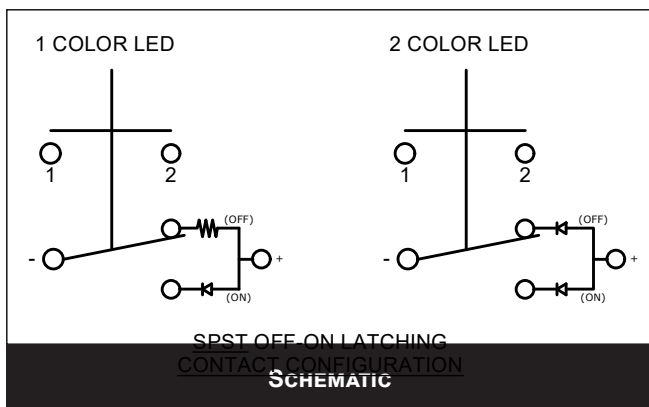 1 COLOR LED
2 COLOR LED
1 2
1 2
(OFF)
(OFF)
- +
- +
(ON)
(ON)
SPST OFF-ON LATCHING
CONTACT CONFIGURATION
SCHEMATIC